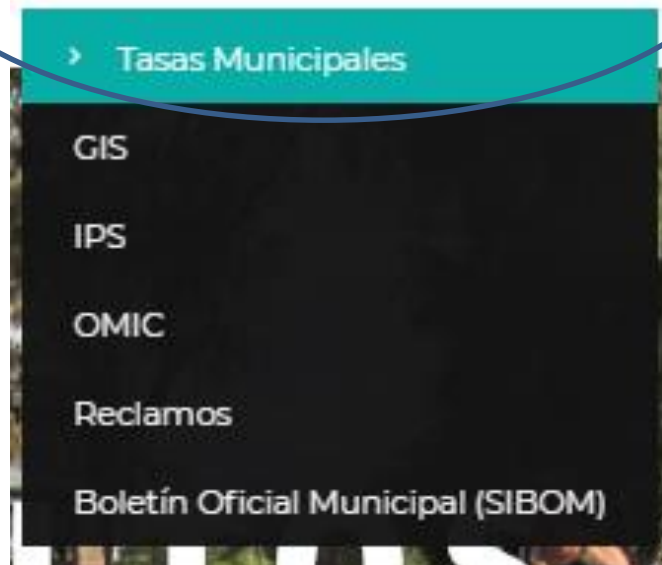 Tasas Municipales
GIS
IPS
OMIC
Reclamos
Boletín Oficial Municipal (SIBOM)